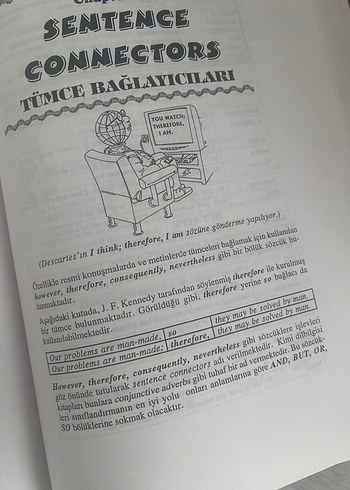 SENTENCE
CONNECTORS
TÜMCE BAĞLAYICILARI
YOU WATCH;
THEREFORE,
I AM.
(Descartes'ın I think; therefore, I am sözüne gönderme yapılıyor.)
Özellikle resmi konuşmalarda ve metinlerde tümceleri bağlamak için kullanılan
however, therefore, consequently, nevertheless gibi bir bölük sözcük bu-
lunmaktadır.
Aşağıdaki kutuda, J. F. Kennedy tarafından söylenmiş therefore ile kurulmuş
bir tümce bulunmaktadır. Görüldüğü gibi, therefore yerine so bağlacı da
kullanılabilmektedir.
Our problems are man-made, so they may be solved by man.
Our problems are man-made; therefore, they may be solved by man.
However, therefore, consequently, nevertheless gibi sözcüklere işlevleri
göz önünde tutularak sentence connectors adı verilmektedir. Kimi dilbilgisi
kitapları bunlara conjunctive adverbs gibi tuhaf bir ad vermektedir. Bu sözcük-
leri sınıflandırmanın en iyi yolu onları anlamlarına göre AND, BUT, OR,
SO bölüklerine sokmak olacaktır.